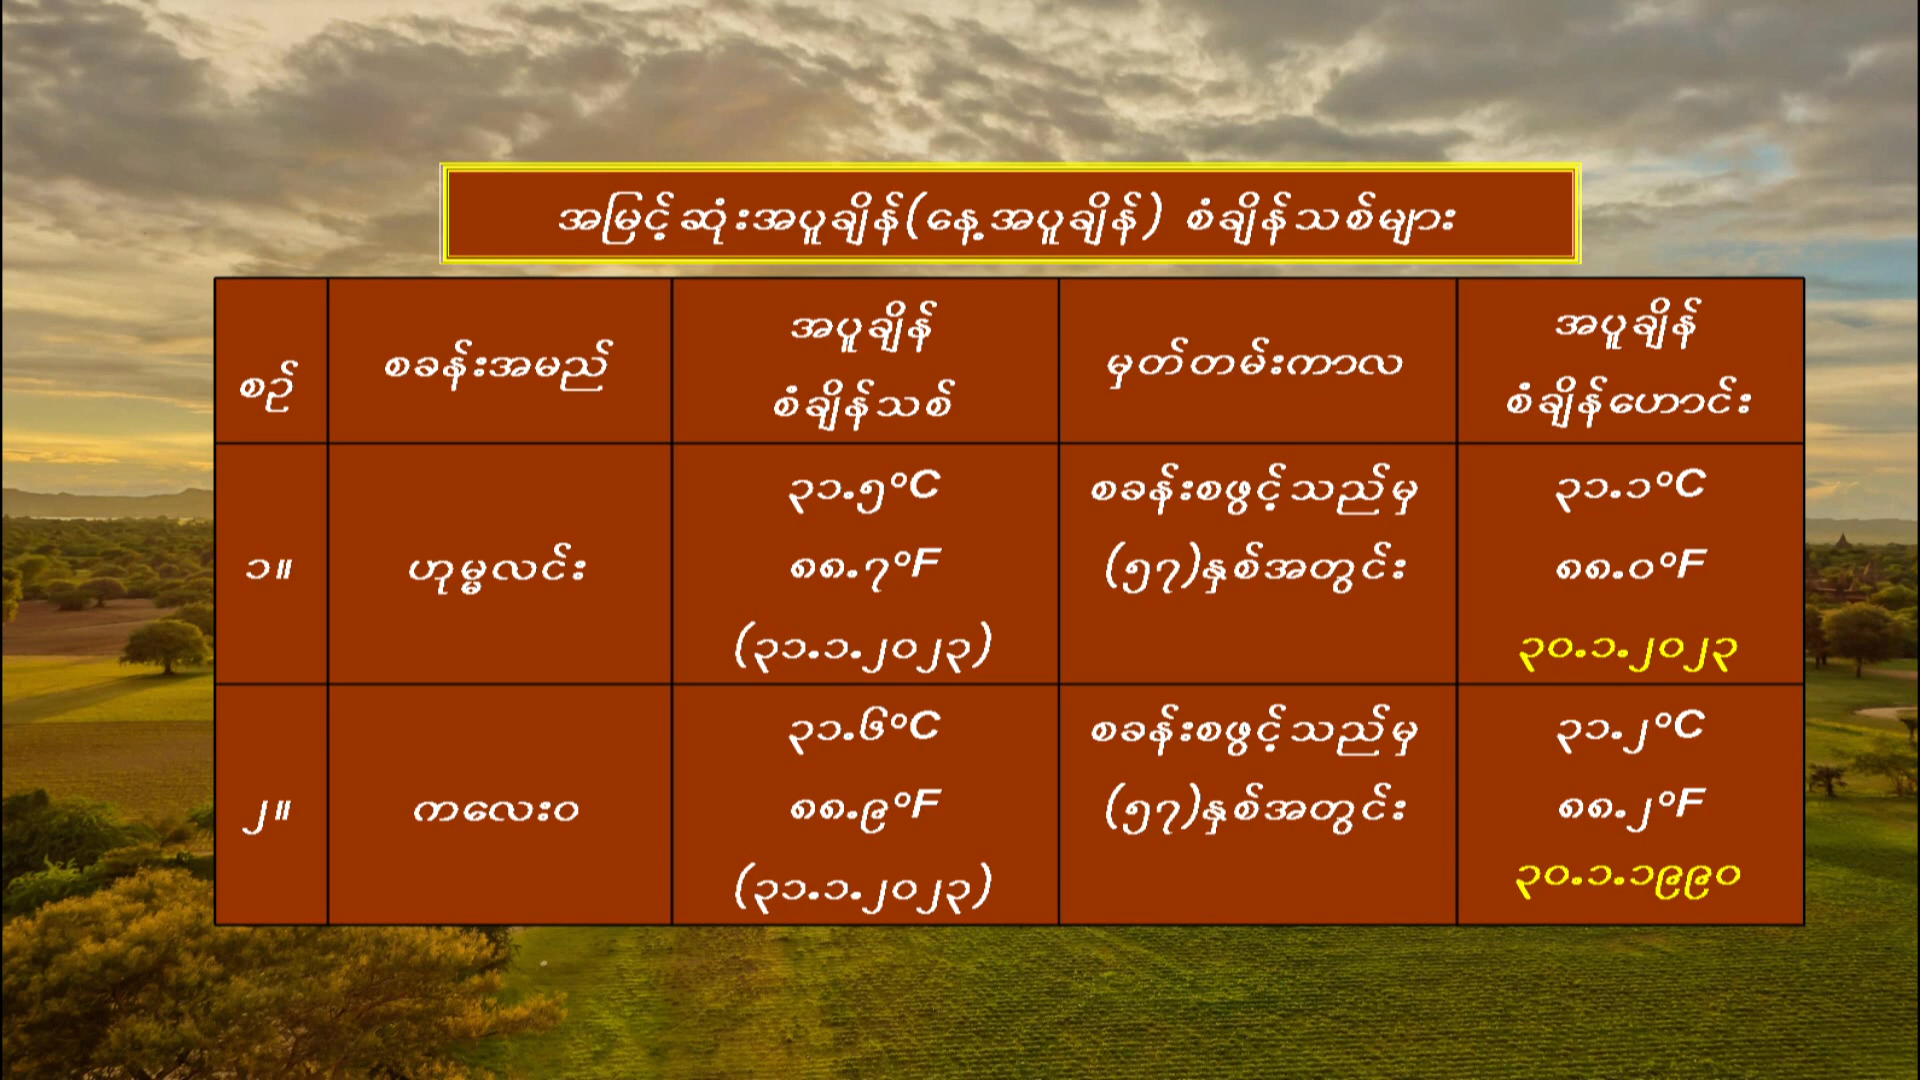 အမြင့်ဆုံးအပူချိန်(နေ့အပူချိန်) စံချိန်သစ်များ
စဉ်
စခန်းအမည်
အပူချိန်
စံချိန်သစ်
မှတ်တမ်းကာလ
အပူချိန်
စံချိန်ဟောင်း
၁။
ဟုမ္မလင်း
၃၁.၅°C
၈၈.၇°F
(၃၁.၁.၂၀၂၃)
စခန်းစဖွင့်သည်မှ
(၅၇)နှစ်အတွင်း
၃၁.၁°C
၈၈.၀°F
၃၀.၁.၂၀၂၃
၂။
ကလေးဝ
၃၁.၆°C
၈၈.၉°F
(၃၁.၁.၂၀၂၃)
စခန်းစဖွင့်သည်မှ
(၅၇)နှစ်အတွင်း
၃၁.၂°C
၈၈.၂°F
၃၀.၁.၁၉၉၀